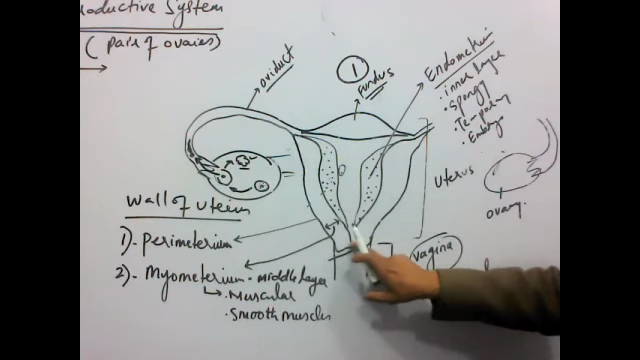 ductive System
(pair of ovaries)
oviduct
1
Fundus
Endometrium
• inner layer
• Spongy
• Temporary
• Embryo
Uterus
ovary
Wall of uterus
1) - Perimeterium
2) - Myometerium - middle layer
• Muscular
• Smooth muscles
vagina